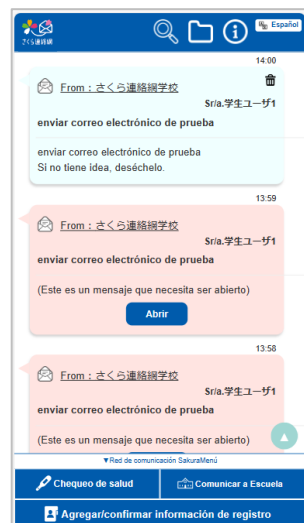 さくら連絡網
Español
14:00
From : さくら連絡網学校
Sr/a.学生ユーザ1
enviar correo electrónico de prueba
enviar correo electrónico de prueba
Si no tiene idea, deséchelo.
13:59
From : さくら連絡網学校
Sr/a.学生ユーザ1
enviar correo electrónico de prueba
(Este es un mensaje que necesita ser abierto)
Abrir
13:58
From : さくら連絡網学校
Sr/a.学生ユーザ1
enviar correo electrónico de prueba
(Este es un mensaje que necesita ser abierto)
▼Red de comunicación SakuraMenú
Chequeo de salud
Comunicar a Escuela
Agregar/confirmar información de registro